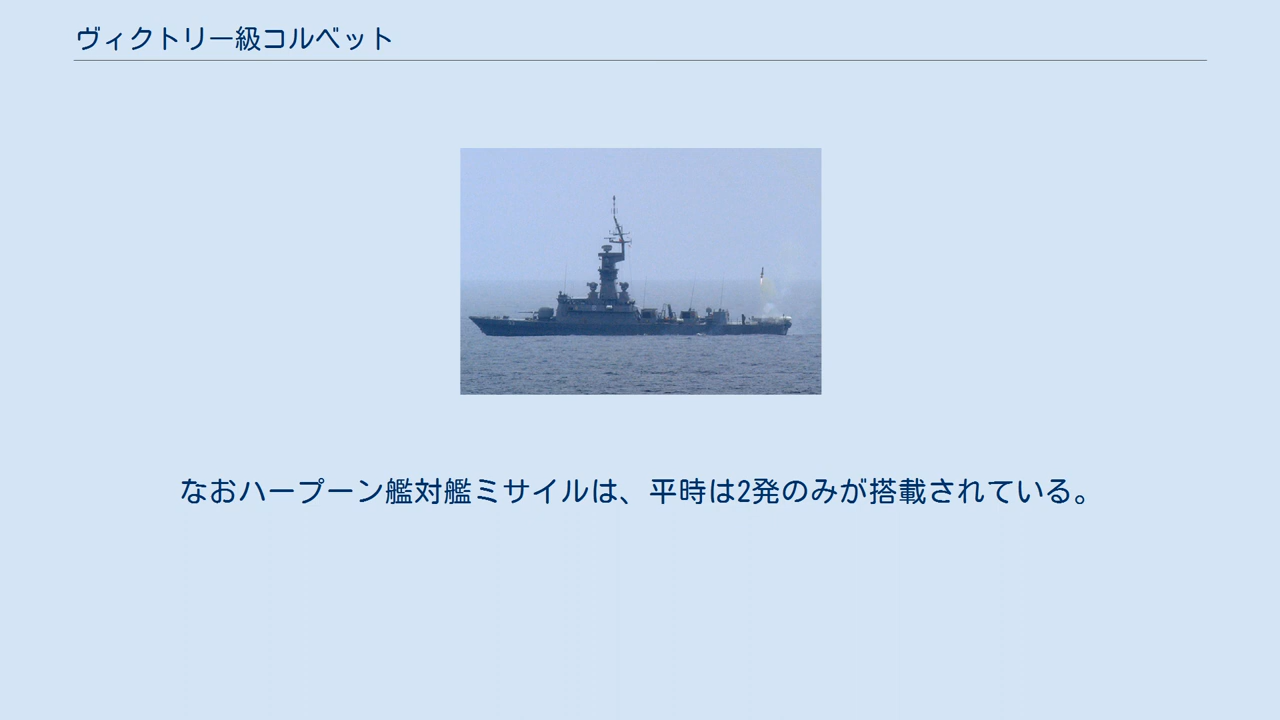 ヴィクトリー級コルベット
なおハープーン艦対艦ミサイルは、平時は2発のみが搭載されている。